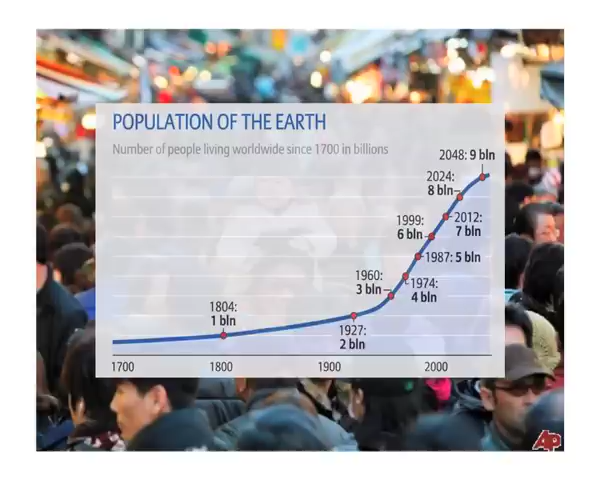 POPULATION OF THE EARTH
Number of people living worldwide since 1700 in billions
2048: 9 bln
2024:
8 bln
1999:
6 bln
2012:
7 bln
1987: 5 bln
1960:
3 bln
1974:
4 bln
1804:
1 bln
1927:
2 bln
1700 1800 1900 2000
AP